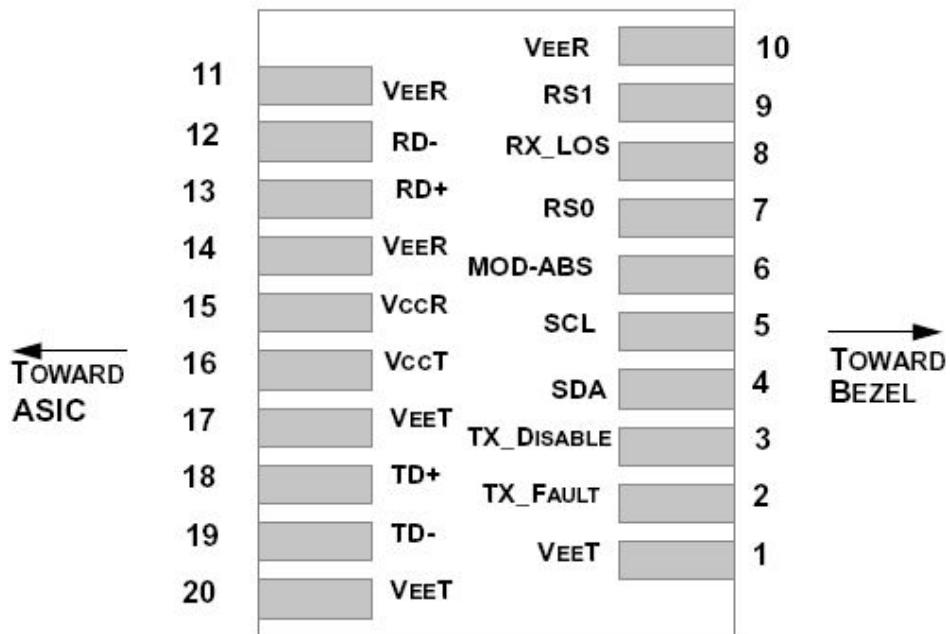 VEER 10
11 VEER
RS1 9
12 RD-
RX_LOS 8
13 RD+
RS0 7
14 VEER
MOD-ABS 6
15 VCCR
SCL 5
16 VCCT
SDA 4
17 VEET
TX_DISABLE 3
18 TD+
TX_FAULT 2
19 TD-
VEET 1
20 VEET
TOWARD
ASIC
TOWARD
BEZEL